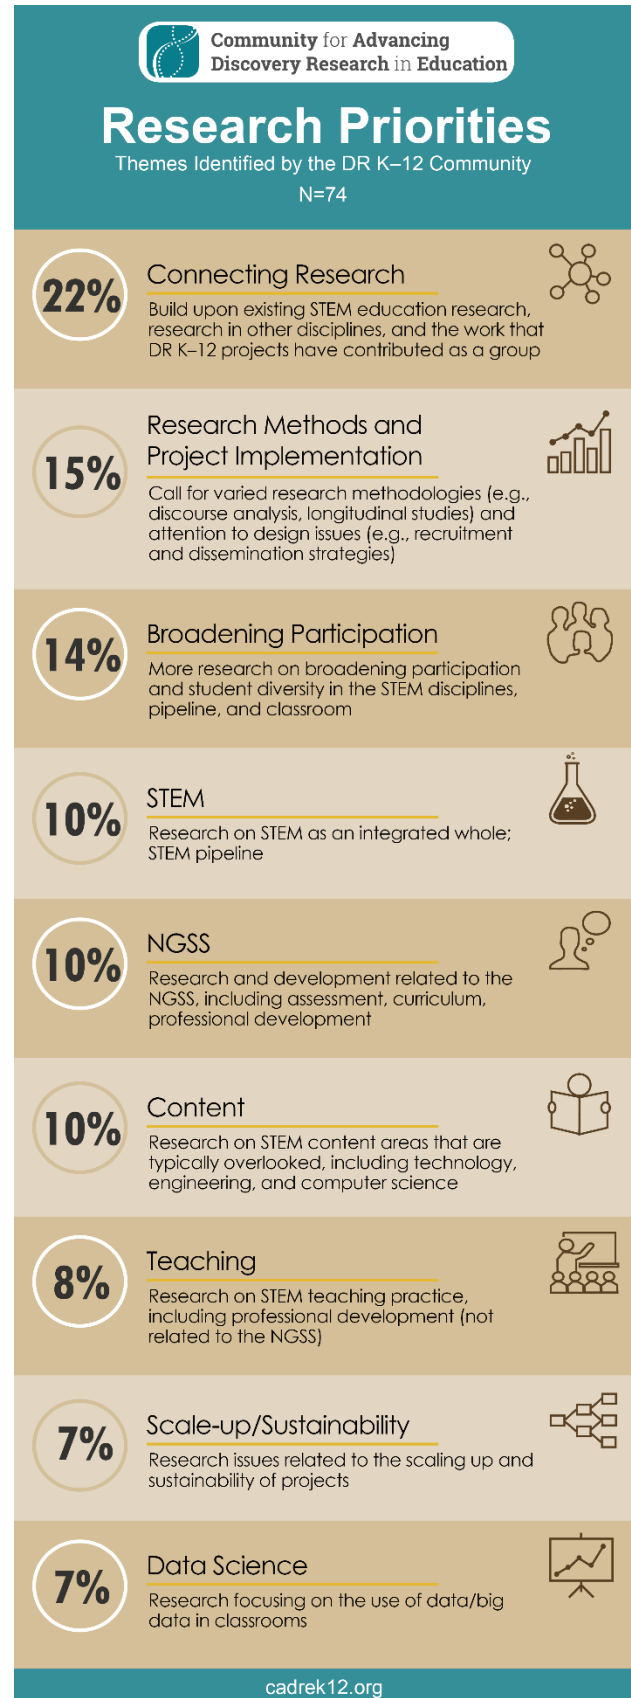 Community for Advancing
Discovery Research in Education
Research Priorities
Themes Identified by the DR K–12 Community
N=74
22%
Connecting Research
Build upon existing STEM education research,
research in other disciplines, and the work that
DR K–12 projects have contributed as a group
15%
Research Methods and
Project Implementation
Call for varied research methodologies (e.g.,
discourse analysis, longitudinal studies) and
attention to design issues (e.g., recruitment
and dissemination strategies)
14%
Broadening Participation
More research on broadening participation
and student diversity in the STEM disciplines,
pipeline, and classroom
10%
STEM
Research on STEM as an integrated whole;
STEM pipeline
10%
NGSS
Research and development related to the
NGSS, including assessment, curriculum,
professional development
10%
Content
Research on STEM content areas that are
typically overlooked, including technology,
engineering, and computer science
8%
Teaching
Research on STEM teaching practice,
including professional development (not
related to the NGSS)
7%
Scale-up/Sustainability
Research issues related to the scaling up and
sustainability of projects
7%
Data Science
Research focusing on the use of data/big
data in classrooms
cadrek12.org